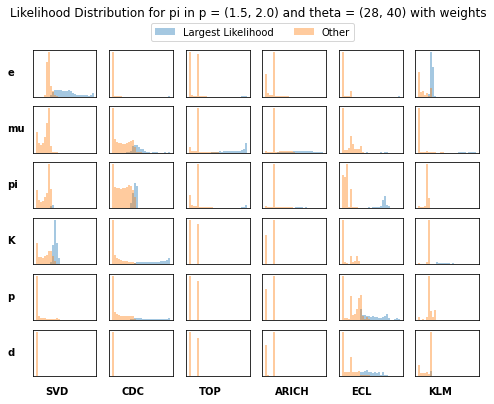 Likelihood Distribution for pi in p = (1.5, 2.0) and theta = (28, 40) with weights
Largest Likelihood Other
e
mu
pi
K
p
d
SVD CDC TOP ARICH ECL KLM